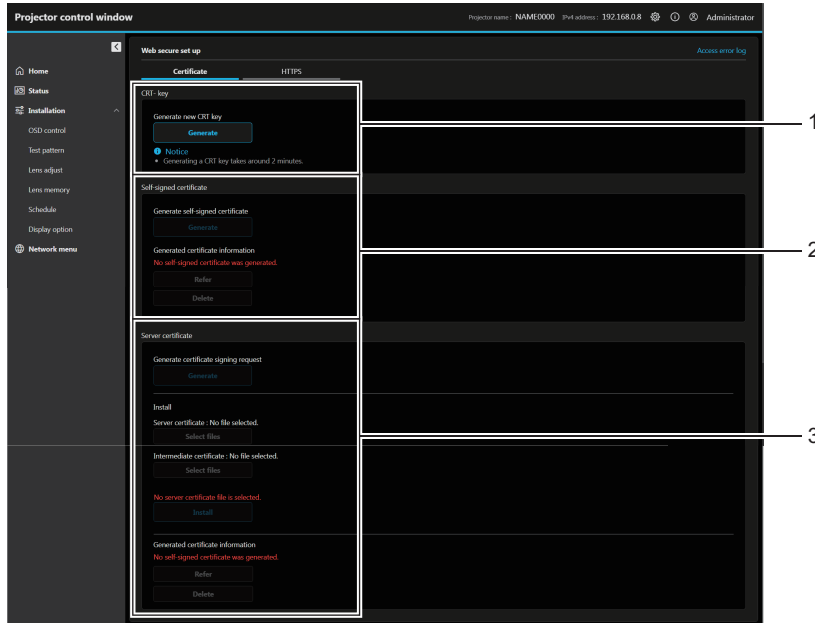 Projector control window
Projector name : NAME0000 IPv4 address : 192.168.0.8 Administrator
Web secure set up
Access error log
Home
Status
Installation
OSD control
Test pattern
Lens adjust
Lens memory
Schedule
Display option
Network menu
Certificate HTTPS
CRT- key
Generate new CRT key
Generate
Notice
• Generating a CRT key takes around 2 minutes.
1
Self-signed certificate
Generate self-signed certificate
Generate
Generated certificate information
No self-signed certificate was generated.
Refer
Delete
2
Server certificate
Generate certificate signing request
Generate
Install
Server certificate : No file selected.
Select files
Intermediate certificate : No file selected.
Select files
No server certificate file is selected.
Install
Generated certificate information
No self-signed certificate was generated.
Refer
Delete
3